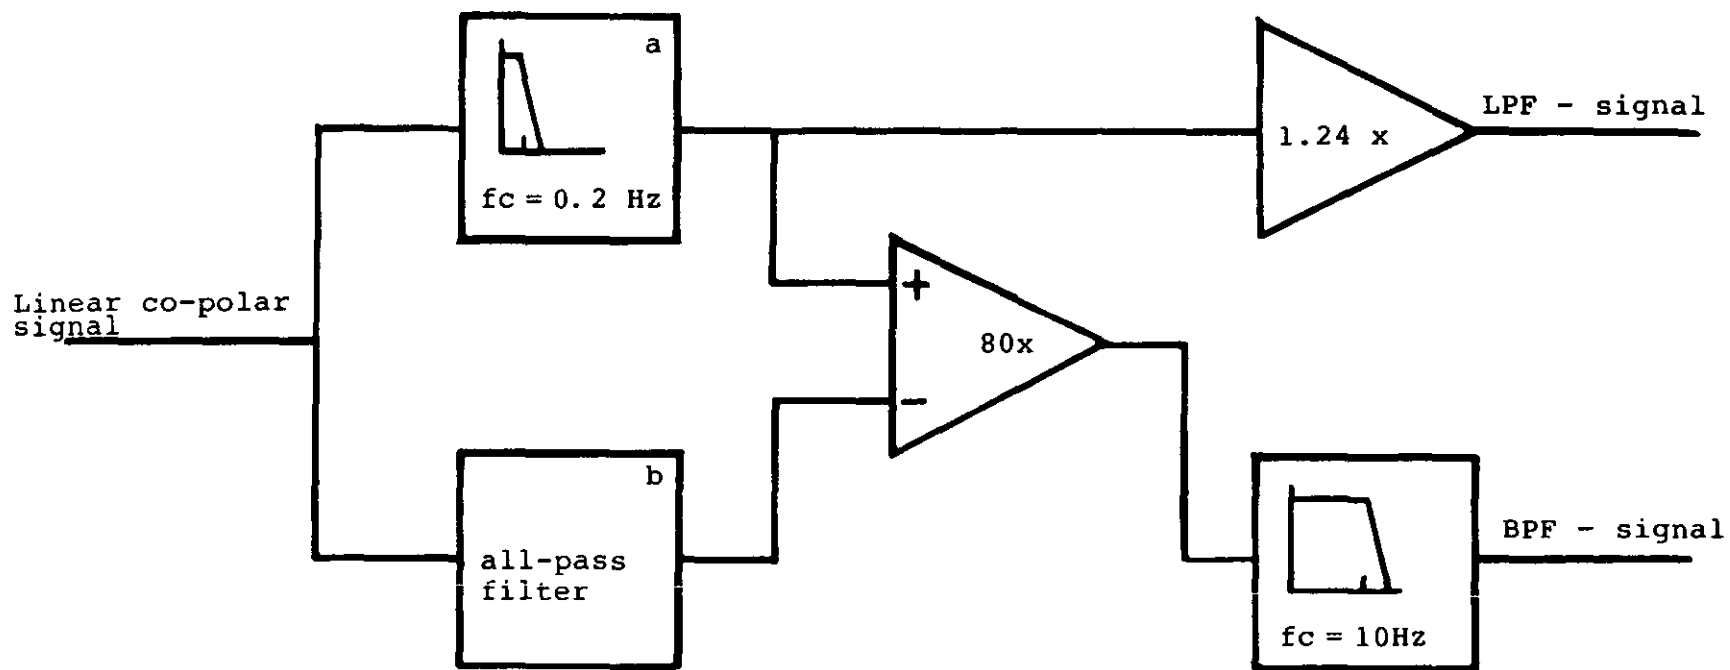 a
fc = 0.2 Hz
1.24 x
LPF - signal
Linear co-polar
signal
+
80x
-
b
all-pass
filter
fc = 10Hz
BPF - signal